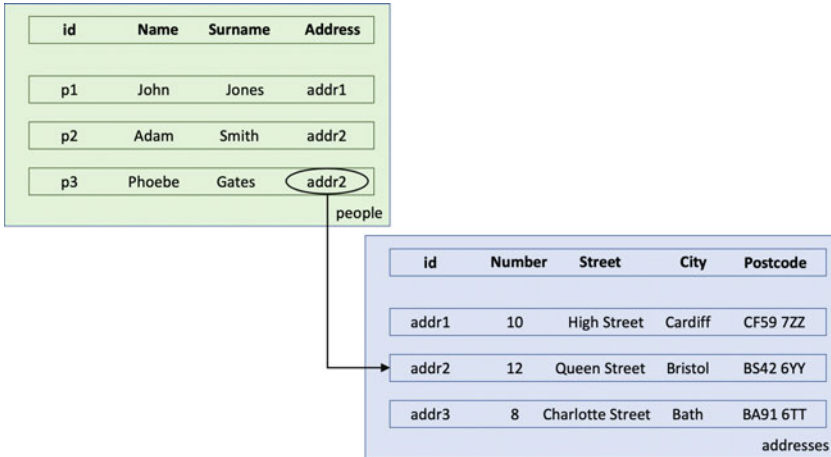 id Name Surname Address
p1 John Jones addr1
p2 Adam Smith addr2
p3 Phoebe Gates addr2
people
id Number Street City Postcode
addr1 10 High Street Cardiff CF59 7ZZ
addr2 12 Queen Street Bristol BS42 6YY
addr3 8 Charlotte Street Bath BA91 6TT
addresses